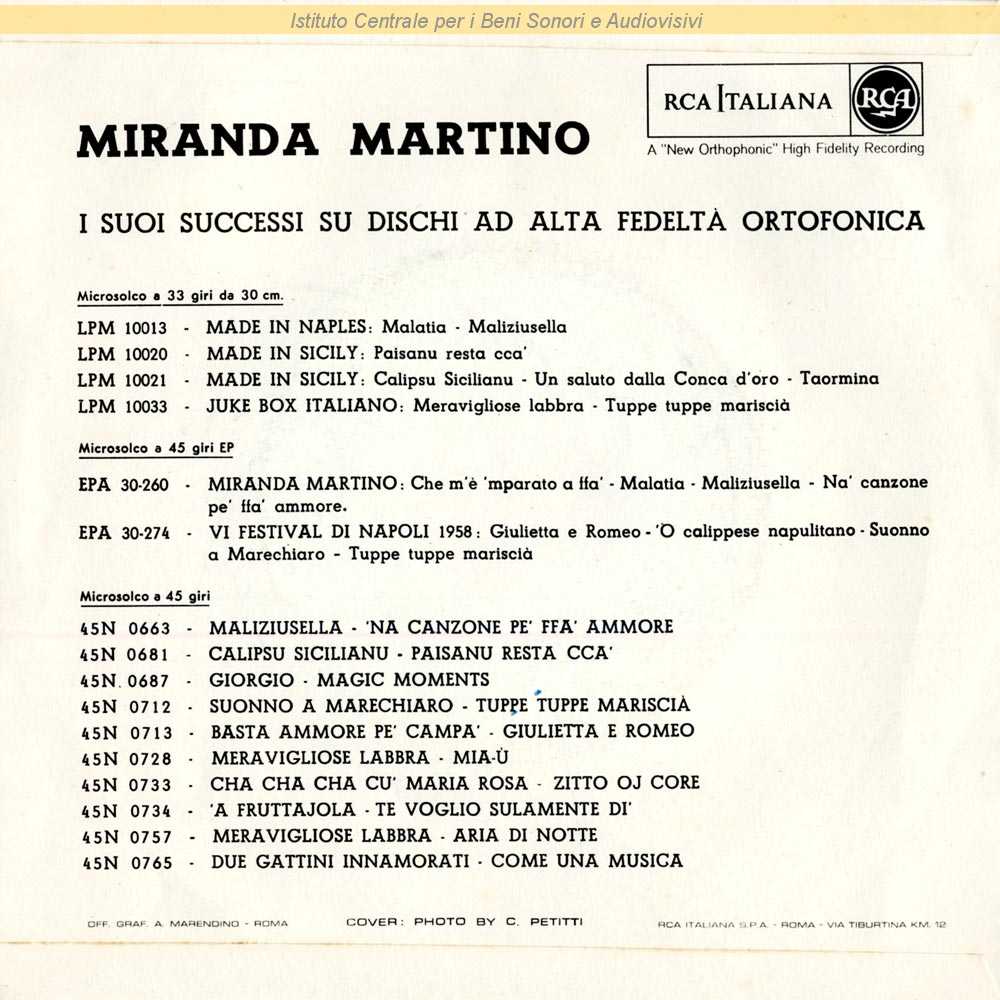 Istituto Centrale per i Beni Sonori e Audiovisivi
RCA ITALIANA RCA
A "New Orthophonic" High Fidelity Recording
MIRANDA MARTINO
I SUOI SUCCESSI SU DISCHI AD ALTA FEDELTÀ ORTOFONICA
Microsolco a 33 giri da 30 cm.
LPM 10013 - MADE IN NAPLES: Malatia - Maliziusella
LPM 10020 - MADE IN SICILY: Paisanu resta cca'
LPM 10021 - MADE IN SICILY: Calipsu Sicilianu - Un saluto dalla Conca d'oro - Taormina
LPM 10033 - JUKE BOX ITALIANO: Meravigliose labbra - Tuppe tuppe marisCià
Microsolco a 45 giri EP
EPA 30-260 - MIRANDA MARTINO: Che m'è 'mparato a ffa' - Malatia - Maliziusella - Na' canzone
pe' ffa' ammore.
EPA 30-274 - VI FESTIVAL DI NAPOLI 1958: Giulietta e Romeo - 'O calippese napulitano - Suonno
a Marechiaro - Tuppe tuppe mariscià
Microsolco a 45 giri
45N 0663 - MALIZIUSELLA - 'NA CANZONE PE' FFA' AMMORE
45N 0681 - CALIPSU SICILIANU - PAISANU RESTA CCA'
45N. 0687 - GIORGIO - MAGIC MOMENTS
45N 0712 - SUONNO A MARECHIARO - TUPPE TUPPE MARISCIÀ
45N 0713 - BASTA AMMORE PE' CAMPA' - GIULIETTA E ROMEO
45N 0728 - MERAVIGLIOSE LABBRA - MIA-Ù
45N 0733 - CHA CHA CHA CU' MARIA ROSA - ZITTO OJ CORE
45N 0734 - 'A FRUTTAJOLA - TE VOGLIO SULAMENTE DI'
45N 0757 - MERAVIGLIOSE LABBRA - ARIA DI NOTTE
45N 0765 - DUE GATTINI INNAMORATI - COME UNA MUSICA
OFF. GRAF. A. MARENDINO - ROMA COVER: PHOTO BY C. PETITTI RCA ITALIANA S.P.A. - ROMA - VIA TIBURTINA KM. 12